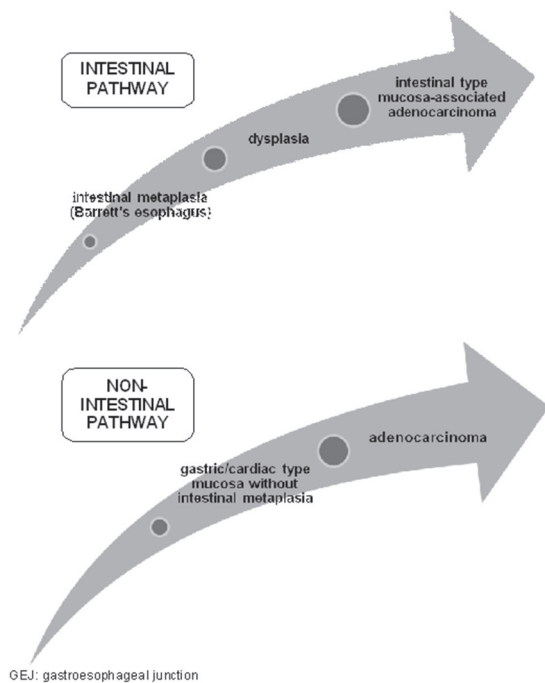 INTESTINAL
PATHWAY
intestinal type
mucosa-associated
adenocarcinoma
dysplasia
intestinal metaplasia
(Barrett's esophagus)
NON-
INTESTINAL
PATHWAY
adenocarcinoma
gastric/cardiac type
mucosa without
intestinal metaplasia
GEJ: gastroesophageal junction